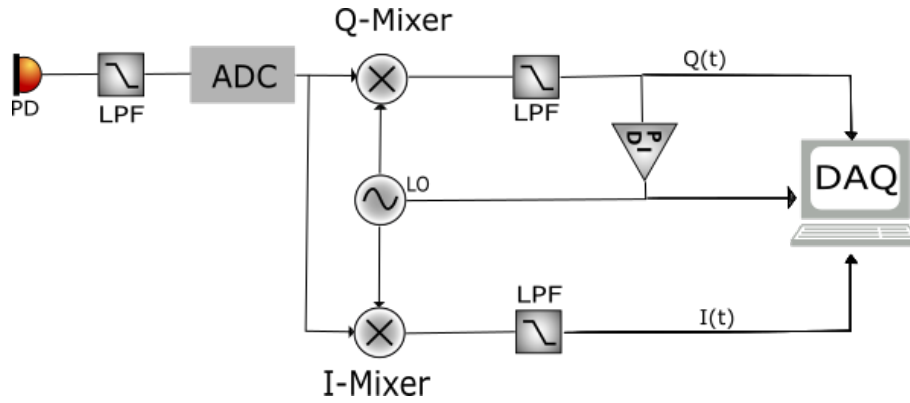 Q-Mixer
PD
LPF
ADC
LPF
Q(t)
P I
D
LO
DAQ
LPF
I(t)
I-Mixer